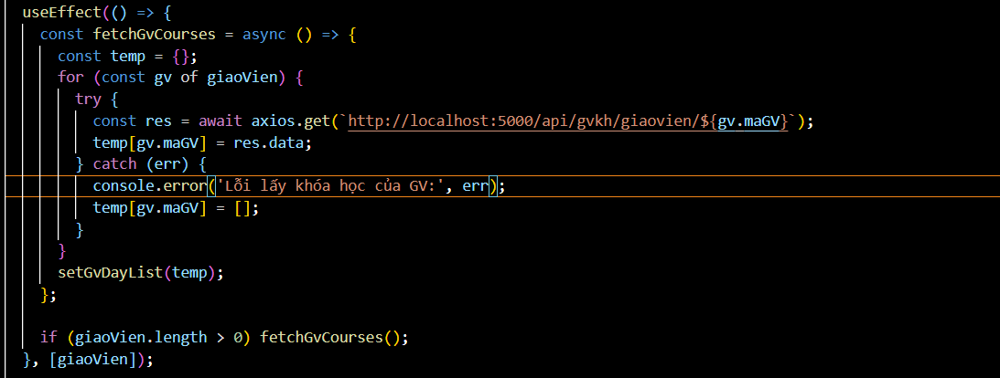 useEffect(() => {
const fetchGvCourses = async () => {
const temp = {};
for (const gv of giaoVien) {
try {
const res = await axios.get(`http://localhost:5000/api/gvkh/giaovien/${gv.maGV}`);
temp[gv.maGV] = res.data;
} catch (err) {
console.error('Lỗi lấy khóa học của GV:', err);
temp[gv.maGV] = [];
}
}
setGvDayList(temp);
};
if (giaoVien.length > 0) fetchGvCourses();
}, [giaoVien]);